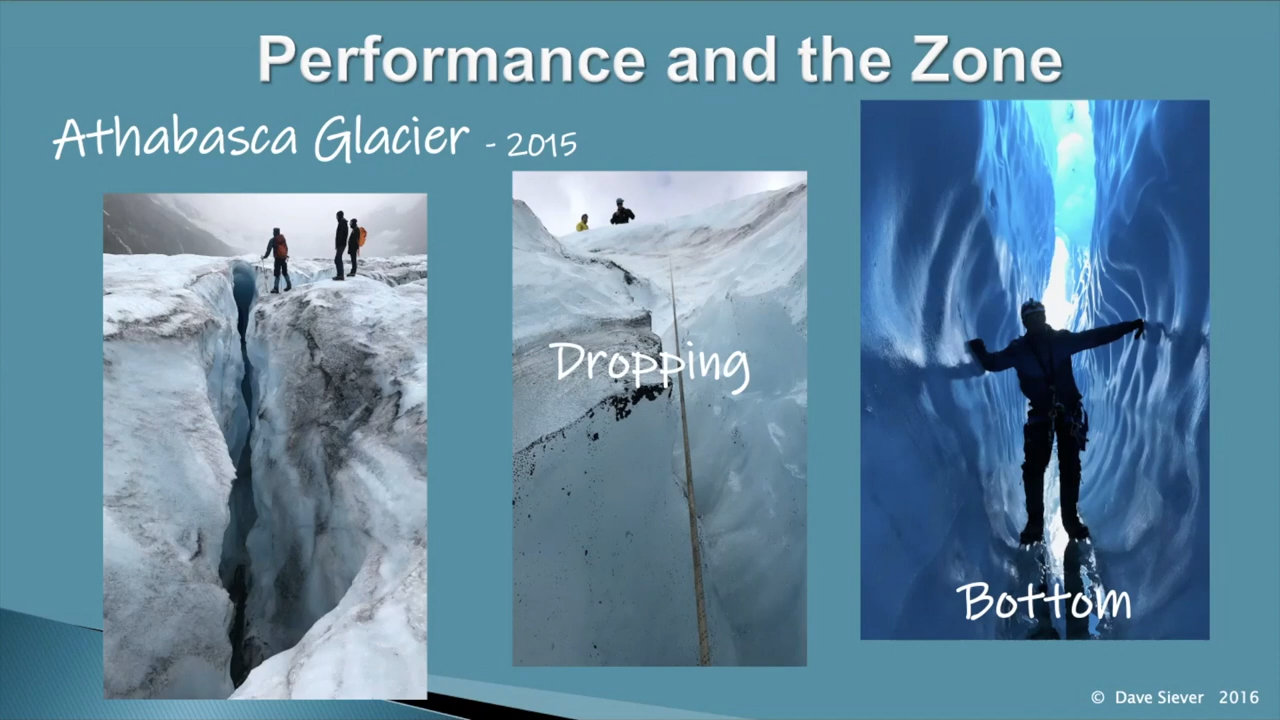 Performance and the Zone
Athabasca Glacier - 2015
Dropping
Bottom
© Dave Siever 2016